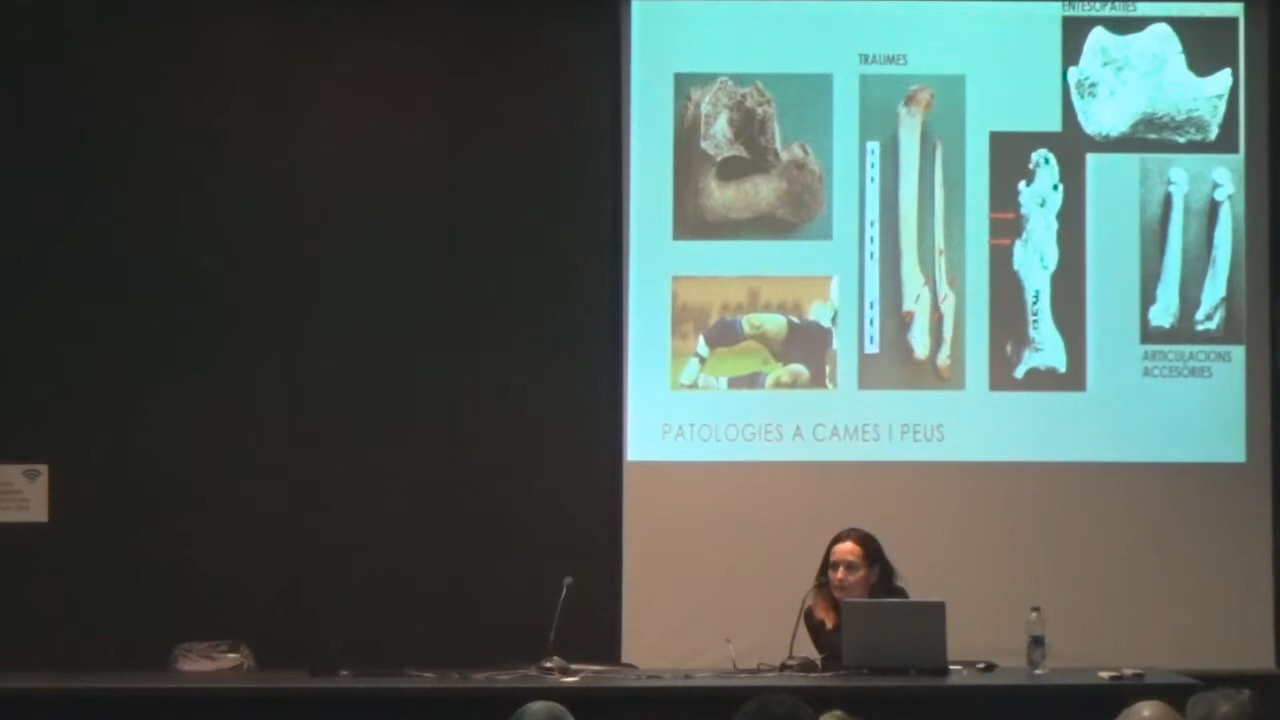 ENTESOPATIES
TRAUMES
ARTICULACIONS
ACCESÒRIES
PATOLOGIES A CAMES I PEUS